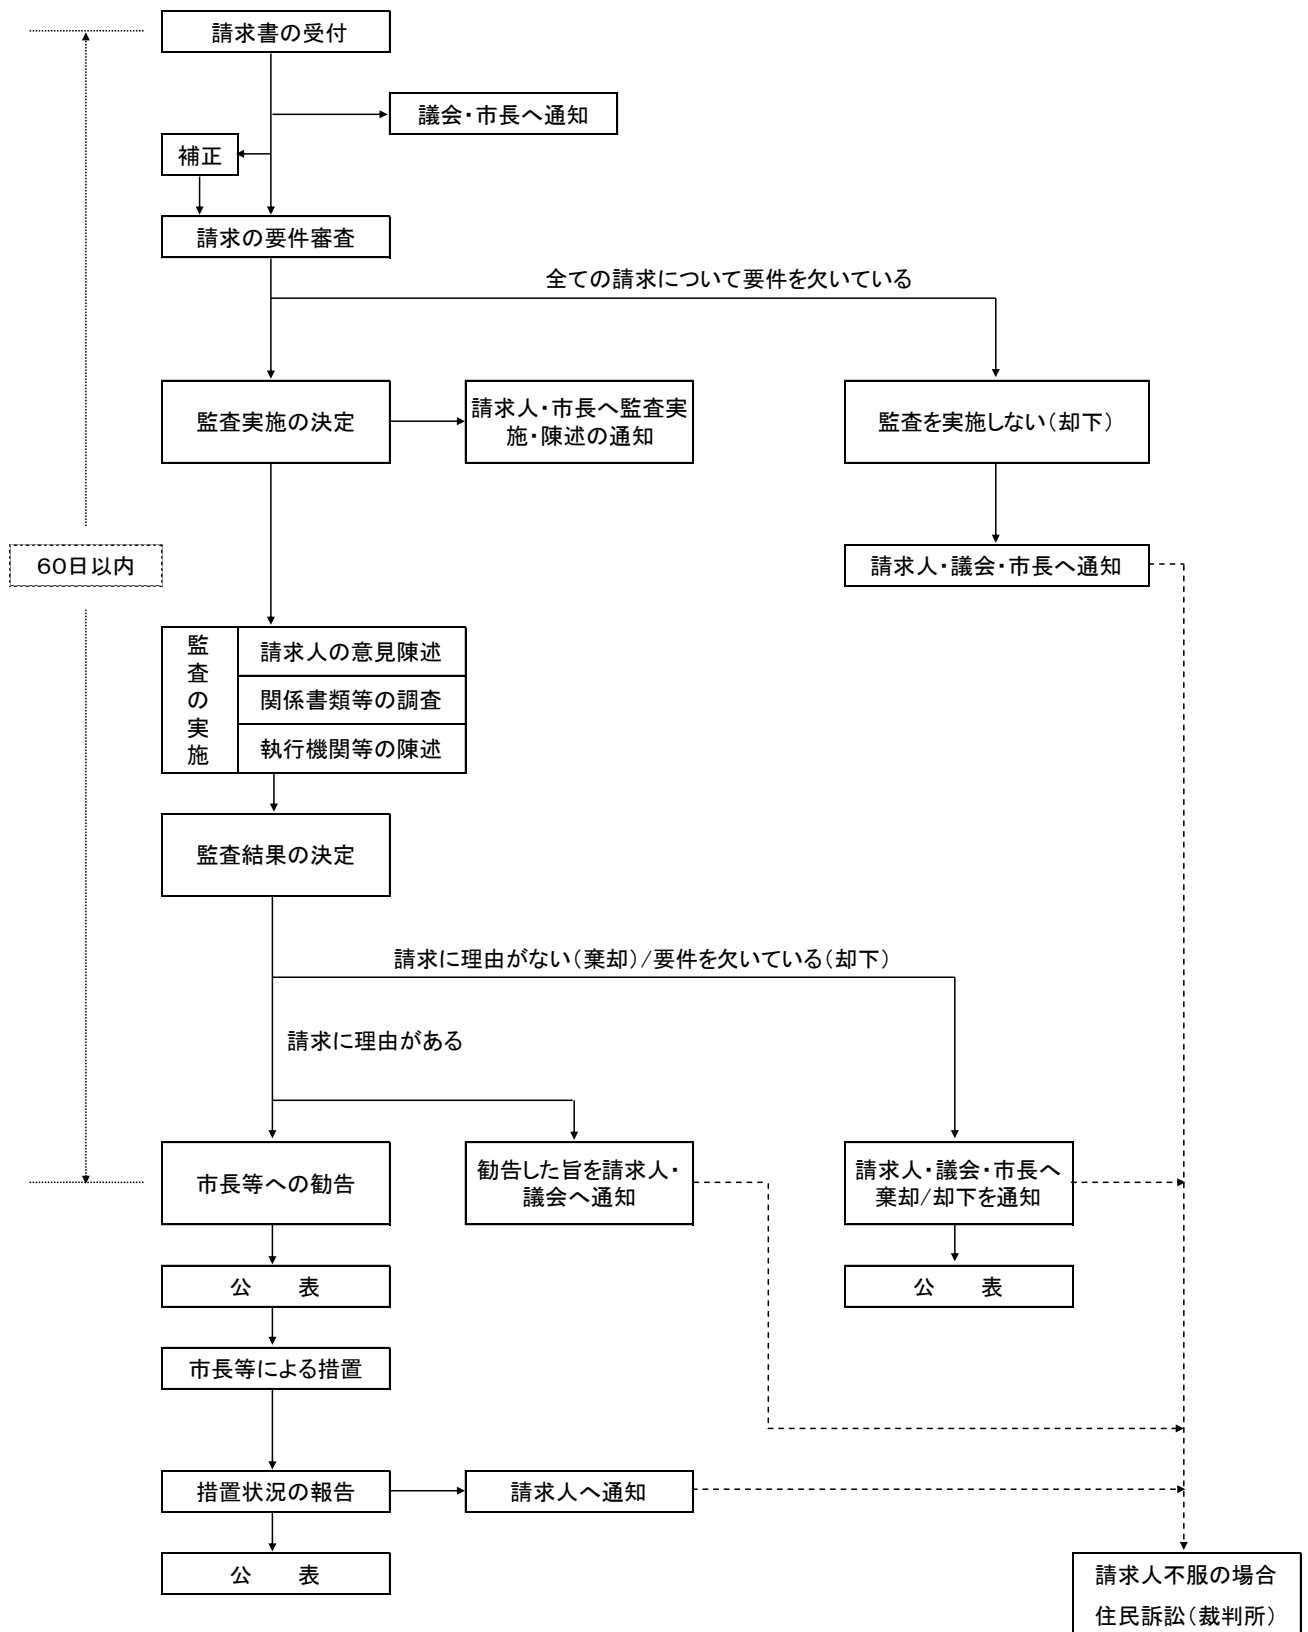 請求書の受付
議会・市長へ通知
補正
請求の要件審査
全ての請求について要件を欠いている
監査実施の決定
請求人・市長へ監査実
施・陳述の通知
監査を実施しない（却下）
60日以内
請求人・議会・市長へ通知
監査の実施
請求人の意見陳述
関係書類等の調査
執行機関等の陳述
監査結果の決定
請求に理由がない（棄却）/要件を欠いている（却下）
請求に理由がある
市長等への勧告
勧告した旨を請求人・
議会へ通知
請求人・議会・市長へ
棄却/却下を通知
公　　表
公　　表
市長等による措置
措置状況の報告
請求人へ通知
公　　表
請求人不服の場合
住民訴訟（裁判所）